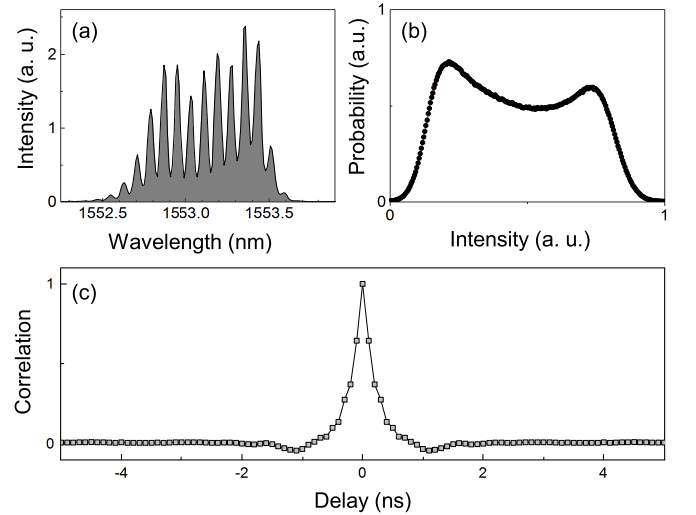 (a)
Intensity (a. u.)
2
1
0
1552.5 1553.0 1553.5
Wavelength (nm)
(b)
Probability (a.u.)
1
0
0 1
Intensity (a. u.)
(c)
Correlation
1
0
-4 -2 0 2 4
Delay (ns)